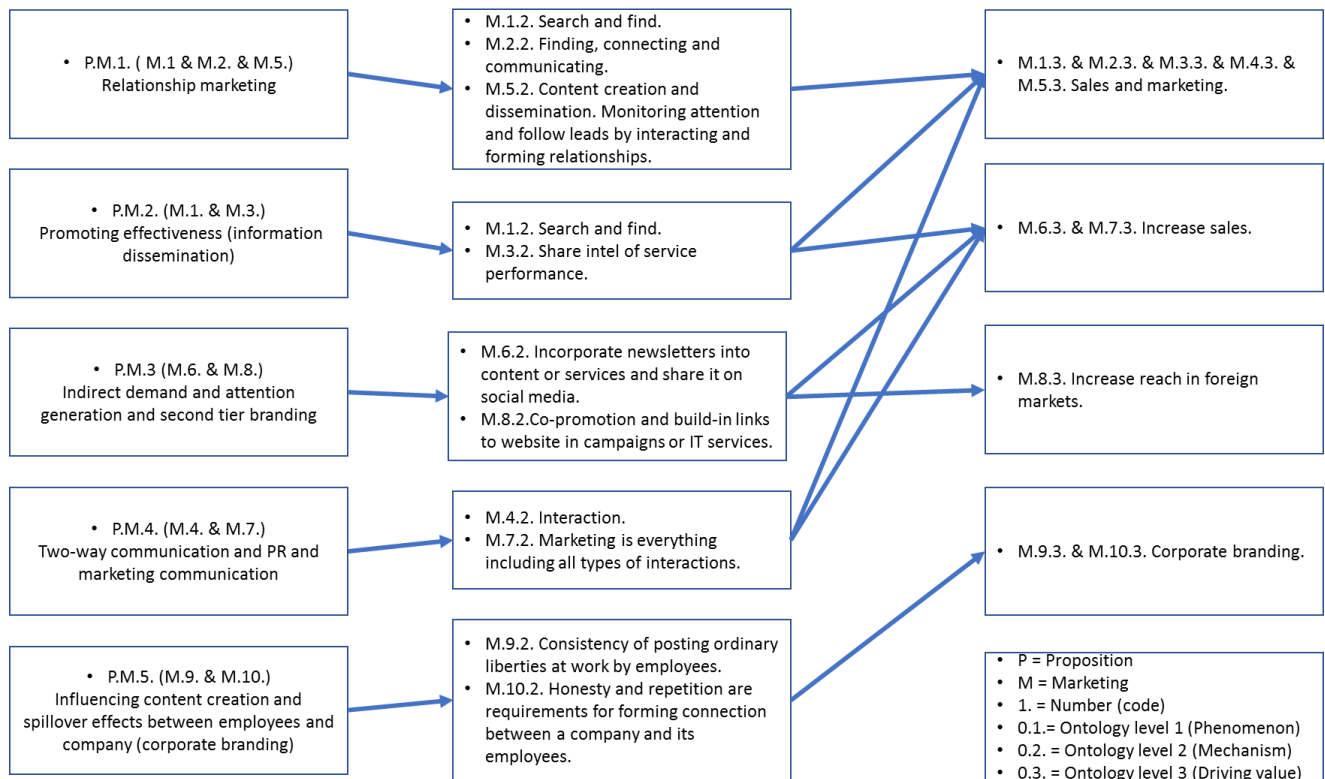 • P.M.1. ( M.1 & M.2. & M.5.)
Relationship marketing
• M.1.2. Search and find.
• M.2.2. Finding, connecting and
communicating.
• M.5.2. Content creation and
dissemination. Monitoring attention
and follow leads by interacting and
forming relationships.
• M.1.3. & M.2.3. & M.3.3. & M.4.3. &
M.5.3. Sales and marketing.
• P.M.2. (M.1. & M.3.)
Promoting effectiveness (information
dissemination)
• M.1.2. Search and find.
• M.3.2. Share intel of service
performance.
• M.6.3. & M.7.3. Increase sales.
• P.M.3 (M.6. & M.8.)
Indirect demand and attention
generation and second tier branding
• M.6.2. Incorporate newsletters into
content or services and share it on
social media.
• M.8.2.Co-promotion and build-in links
to website in campaigns or IT services.
• M.8.3. Increase reach in foreign
markets.
• P.M.4. (M.4. & M.7.)
Two-way communication and PR and
marketing communication
• M.4.2. Interaction.
• M.7.2. Marketing is everything
including all types of interactions.
• M.9.3. & M.10.3. Corporate branding.
• P.M.5. (M.9. & M.10.)
Influencing content creation and
spillover effects between employees and
company (corporate branding)
• M.9.2. Consistency of posting ordinary
liberties at work by employees.
• M.10.2. Honesty and repetition are
requirements for forming connection
between a company and its
employees.
• P = Proposition
• M = Marketing
• 1. = Number (code)
• 0.1.= Ontology level 1 (Phenomenon)
• 0.2. = Ontology level 2 (Mechanism)
• 0.3. = Ontology level 3 (Driving value)